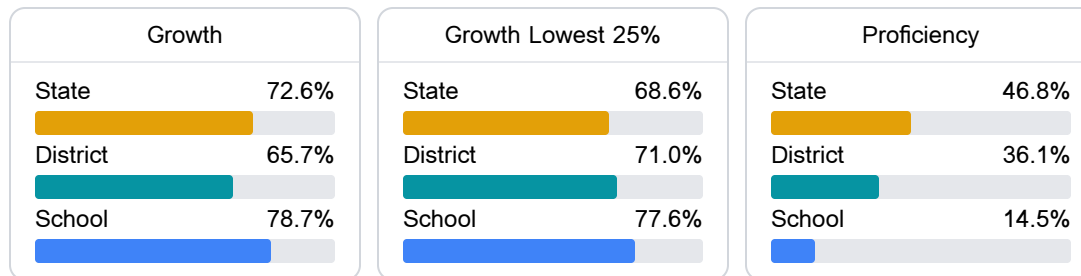 Growth
State 72.6%
District 65.7%
School 78.7%
Growth Lowest 25%
State 68.6%
District 71.0%
School 77.6%
Proficiency
State 46.8%
District 36.1%
School 14.5%